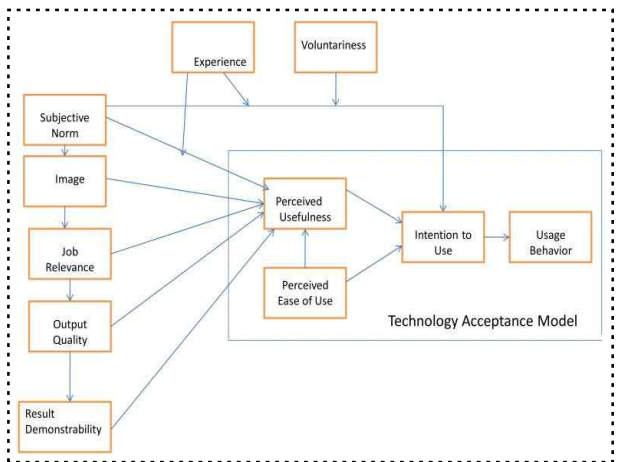 Experience
Voluntariness
Subjective
Norm
Image
Job
Relevance
Output
Quality
Result
Demonstrability
Perceived
Usefulness
Perceived
Ease of Use
Intention to
Use
Usage
Behavior
Technology Acceptance Model